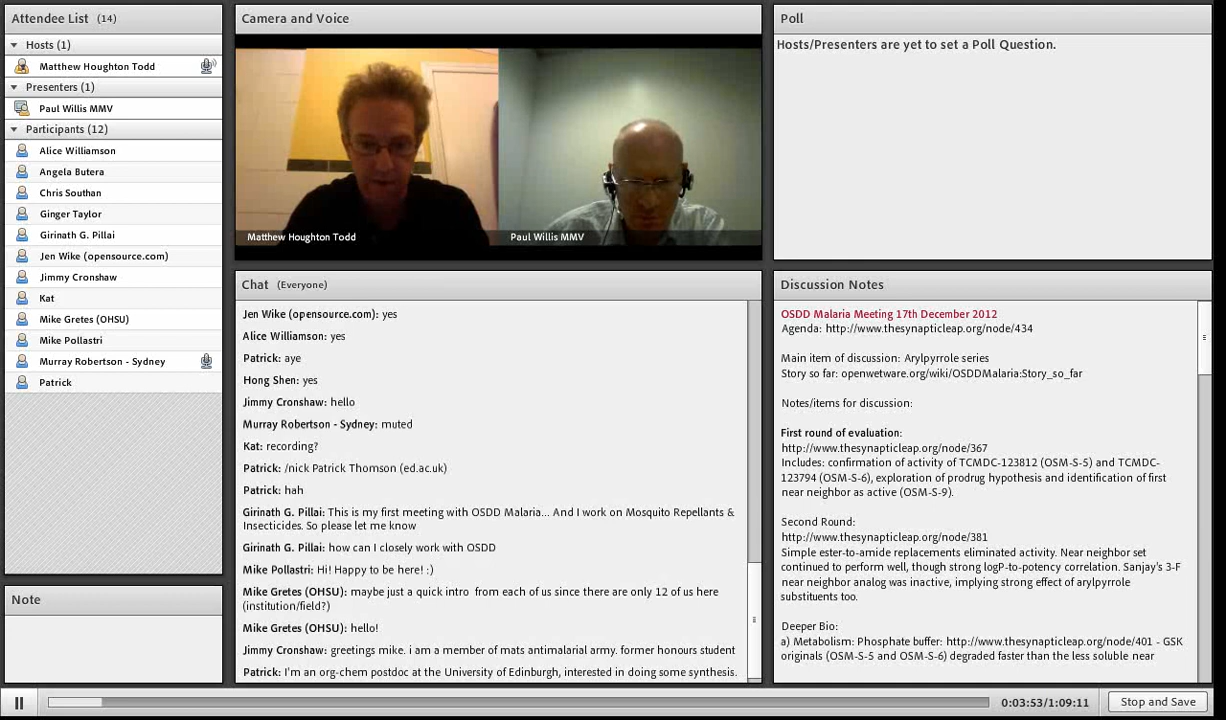 Attendee List (14)
Hosts (1)
Matthew Houghton Todd
Presenters (1)
Paul Willis MMV
Participants (12)
Alice Williamson
Angela Butera
Chris Southan
Ginger Taylor
Girinath G. Pillai
Jen Wike (opensource.com)
Jimmy Cronshaw
Kat
Mike Gretes (OHSU)
Mike Pollastri
Murray Robertson - Sydney
Patrick
Note
Camera and Voice
Matthew Houghton Todd
Paul Willis MMV
Chat (Everyone)
Jen Wike (opensource.com): yes
Alice Williamson: yes
Patrick: aye
Hong Shen: yes
Jimmy Cronshaw: hello
Murray Robertson - Sydney: muted
Kat: recording?
Patrick: /nick Patrick Thomson (ed.ac.uk)
Patrick: hah
Girinath G. Pillai: This is my first meeting with OSDD Malaria... And I work on Mosquito Repellants &
Insecticides. So please let me know
Girinath G. Pillai: how can I closely work with OSDD
Mike Pollastri: Hi! Happy to be here! :)
Mike Gretes (OHSU): maybe just a quick intro from each of us since there are only 12 of us here
(institution/field?)
Mike Gretes (OHSU): hello!
Jimmy Cronshaw: greetings mike. i am a member of mats antimalarial army. former honours student
Patrick: I'm an org-chem postdoc at the University of Edinburgh, interested in doing some synthesis.
Poll
Hosts/Presenters are yet to set a Poll Question.
Discussion Notes
OSDD Malaria Meeting 17th December 2012
Agenda: http://www.thesynapticleap.org/node/434
Main item of discussion: Arylpyrrole series
Story so far: openwetware.org/wiki/OSDDMalaria:Story_so_far
Notes/items for discussion:
First round of evaluation:
http://www.thesynapticleap.org/node/367
Includes: confirmation of activity of TCMDC-123812 (OSM-S-5) and TCMDC-
123794 (OSM-S-6), exploration of prodrug hypothesis and identification of first
near neighbor as active (OSM-S-9).
Second Round:
http://www.thesynapticleap.org/node/381
Simple ester-to-amide replacements eliminated activity. Near neighbor set
continued to perform well, though strong logP-to-potency correlation. Sanjay's 3-F
near neighbor analog was inactive, implying strong effect of arylpyrrole
substituents too.
Deeper Bio:
a) Metabolism: Phosphate buffer: http://www.thesynapticleap.org/node/401 - GSK
originals (OSM-S-5 and OSM-S-6) degraded faster than the less soluble near
0:03:53/1:09:11
Stop and Save